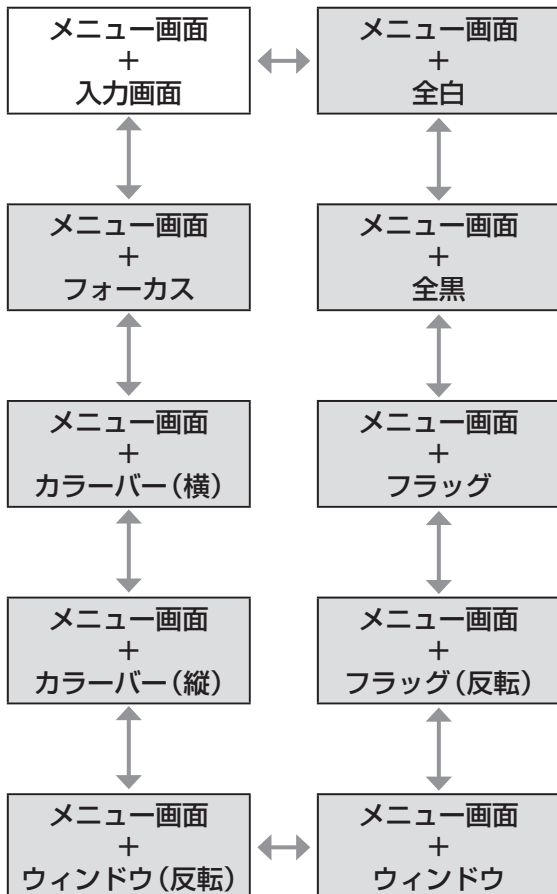 メニュー画面
+
入力画面
メニュー画面
+
全白
メニュー画面
+
フォーカス
メニュー画面
+
全黒
メニュー画面
+
カラーバー(横)
メニュー画面
+
フラッグ
メニュー画面
+
カラーバー(縦)
メニュー画面
+
フラッグ(反転)
メニュー画面
+
ウィンドウ(反転)
メニュー画面
+
ウィンドウ